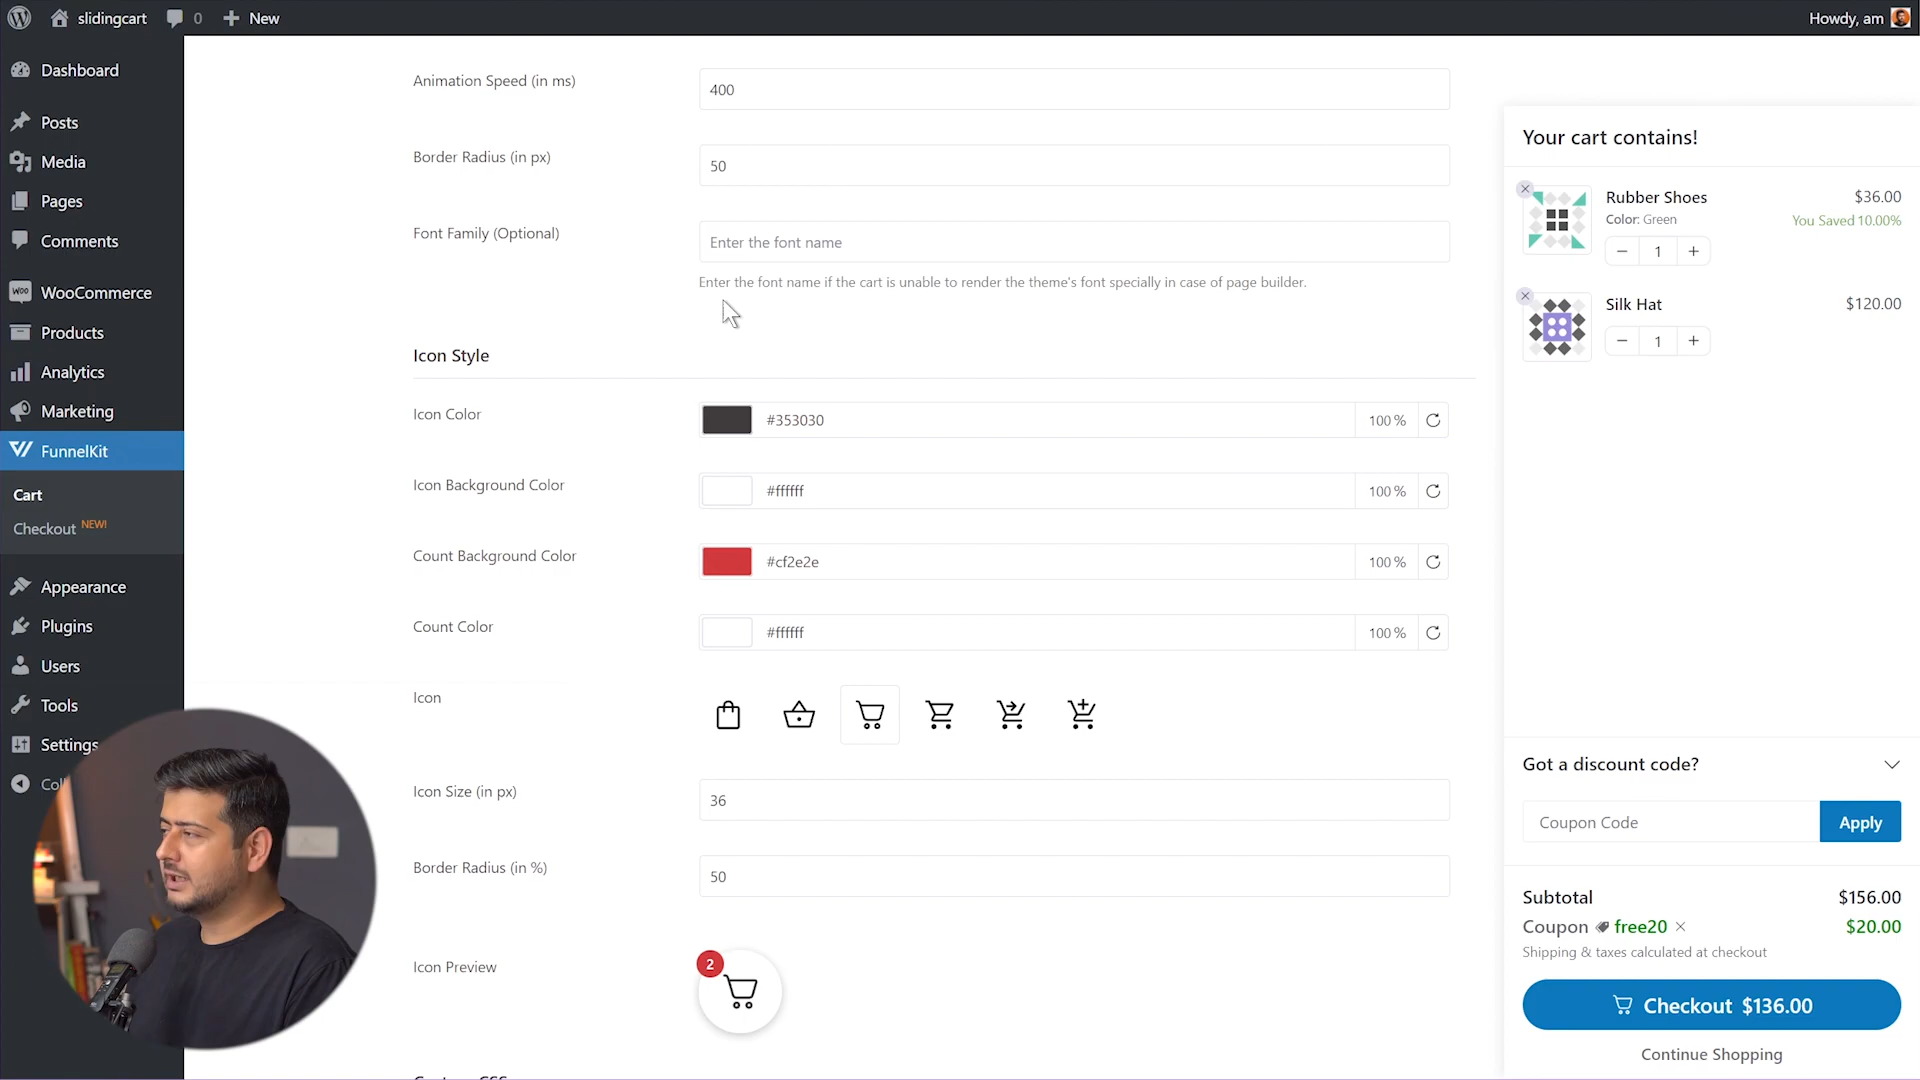 slidingcart
0
New
Howdy, am
Dashboard
Posts
Media
Pages
Comments
WooCommerce
Products
Analytics
Marketing
FunnelKit
Cart
Checkout NEW!
Appearance
Plugins
Users
Tools
Settings
Animation Speed (in ms)
400
Border Radius (in px)
50
Font Family (Optional)
Enter the font name
Enter the font name if the cart is unable to render the theme's font specially in case of page builder.
Icon Style
Icon Color
#353030
100 %
Icon Background Color
#ffffff
100 %
Count Background Color
#cf2e2e
100 %
Count Color
#ffffff
100 %
Icon
Icon Size (in px)
36
Border Radius (in %)
50
Icon Preview
2
Your cart contains!
Rubber Shoes
$36.00
Color: Green
You Saved 10.00%
1
Silk Hat
$120.00
1
Got a discount code?
Coupon Code
Apply
Subtotal
$156.00
Coupon free20
$20.00
Shipping & taxes calculated at checkout
Checkout $136.00
Continue Shopping